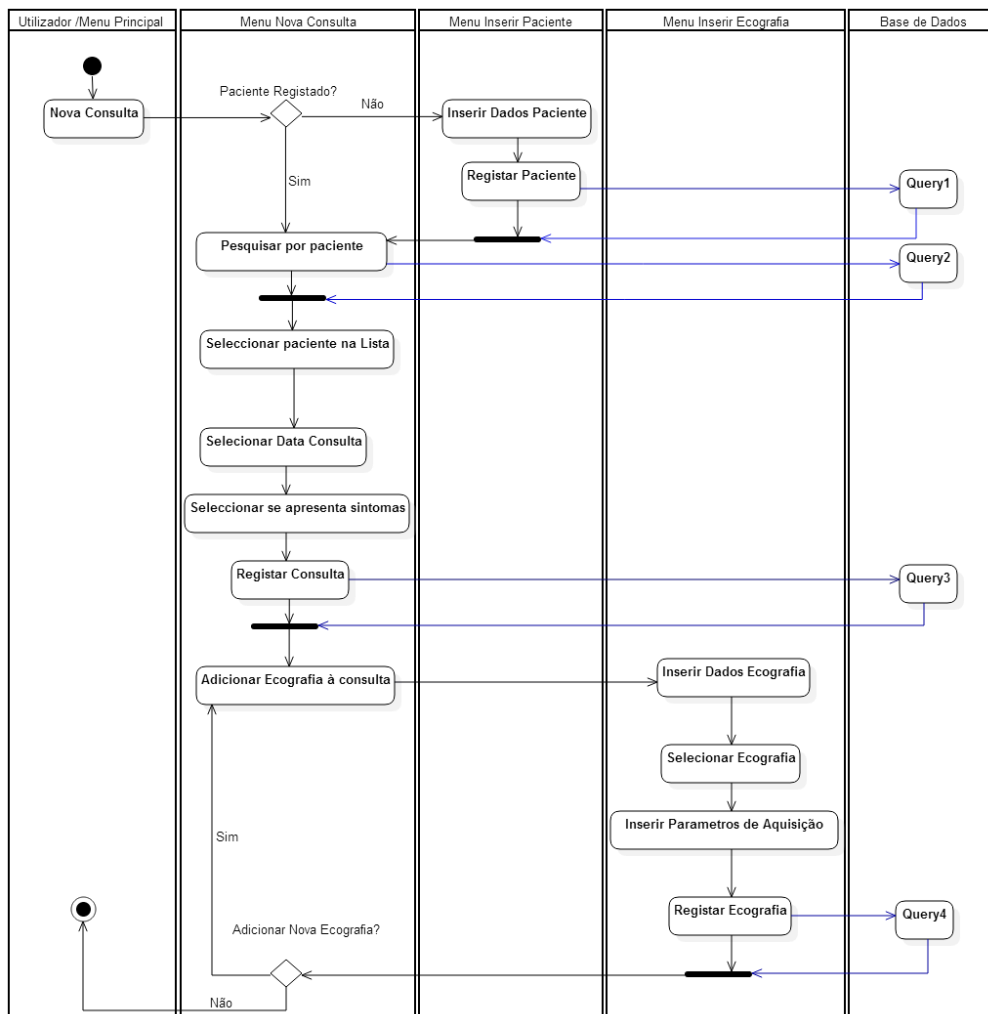 Utilizador /Menu Principal
Menu Nova Consulta
Menu Inserir Paciente
Menu Inserir Ecografia
Base de Dados
Paciente Registado?
Não
Nova Consulta
Inserir Dados Paciente
Sim
Registar Paciente
Query1
Pesquisar por paciente
Query2
Seleccionar paciente na Lista
Selecionar Data Consulta
Seleccionar se apresenta sintomas
Registar Consulta
Query3
Adicionar Ecografia à consulta
Inserir Dados Ecografia
Selecionar Ecografia
Inserir Parametros de Aquisição
Sim
Registar Ecografia
Query4
Adicionar Nova Ecografia?
Não